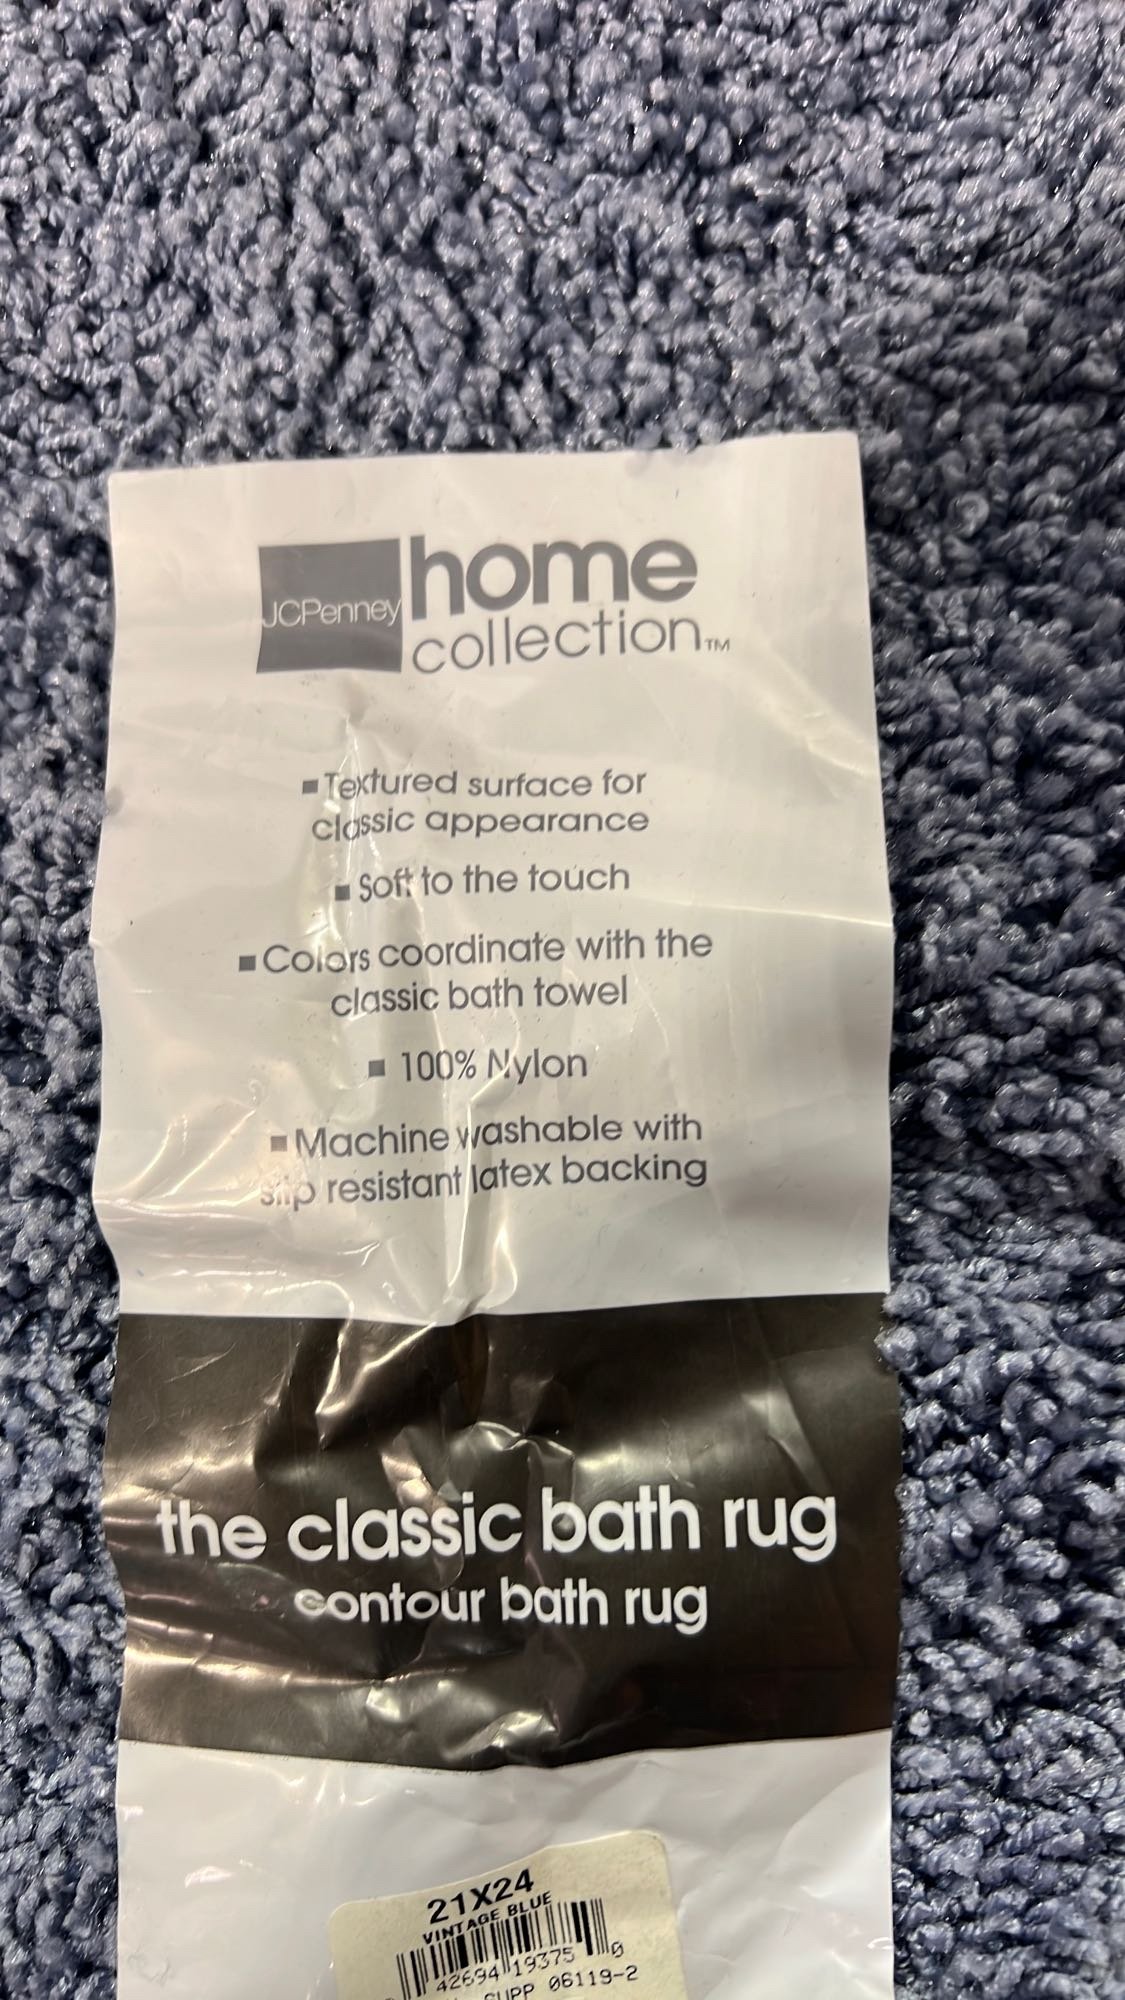 JCPenney home
collection™
▪ Textured surface for
classic appearance
▪ Soft to the touch
▪ Colors coordinate with the
classic bath towel
▪ 100% Nylon
▪ Machine washable with
slip resistant latex backing
the classic bath rug
contour bath rug
21X24
VINTAGE BLUE
42694 19375 0
SUPP 06119-2